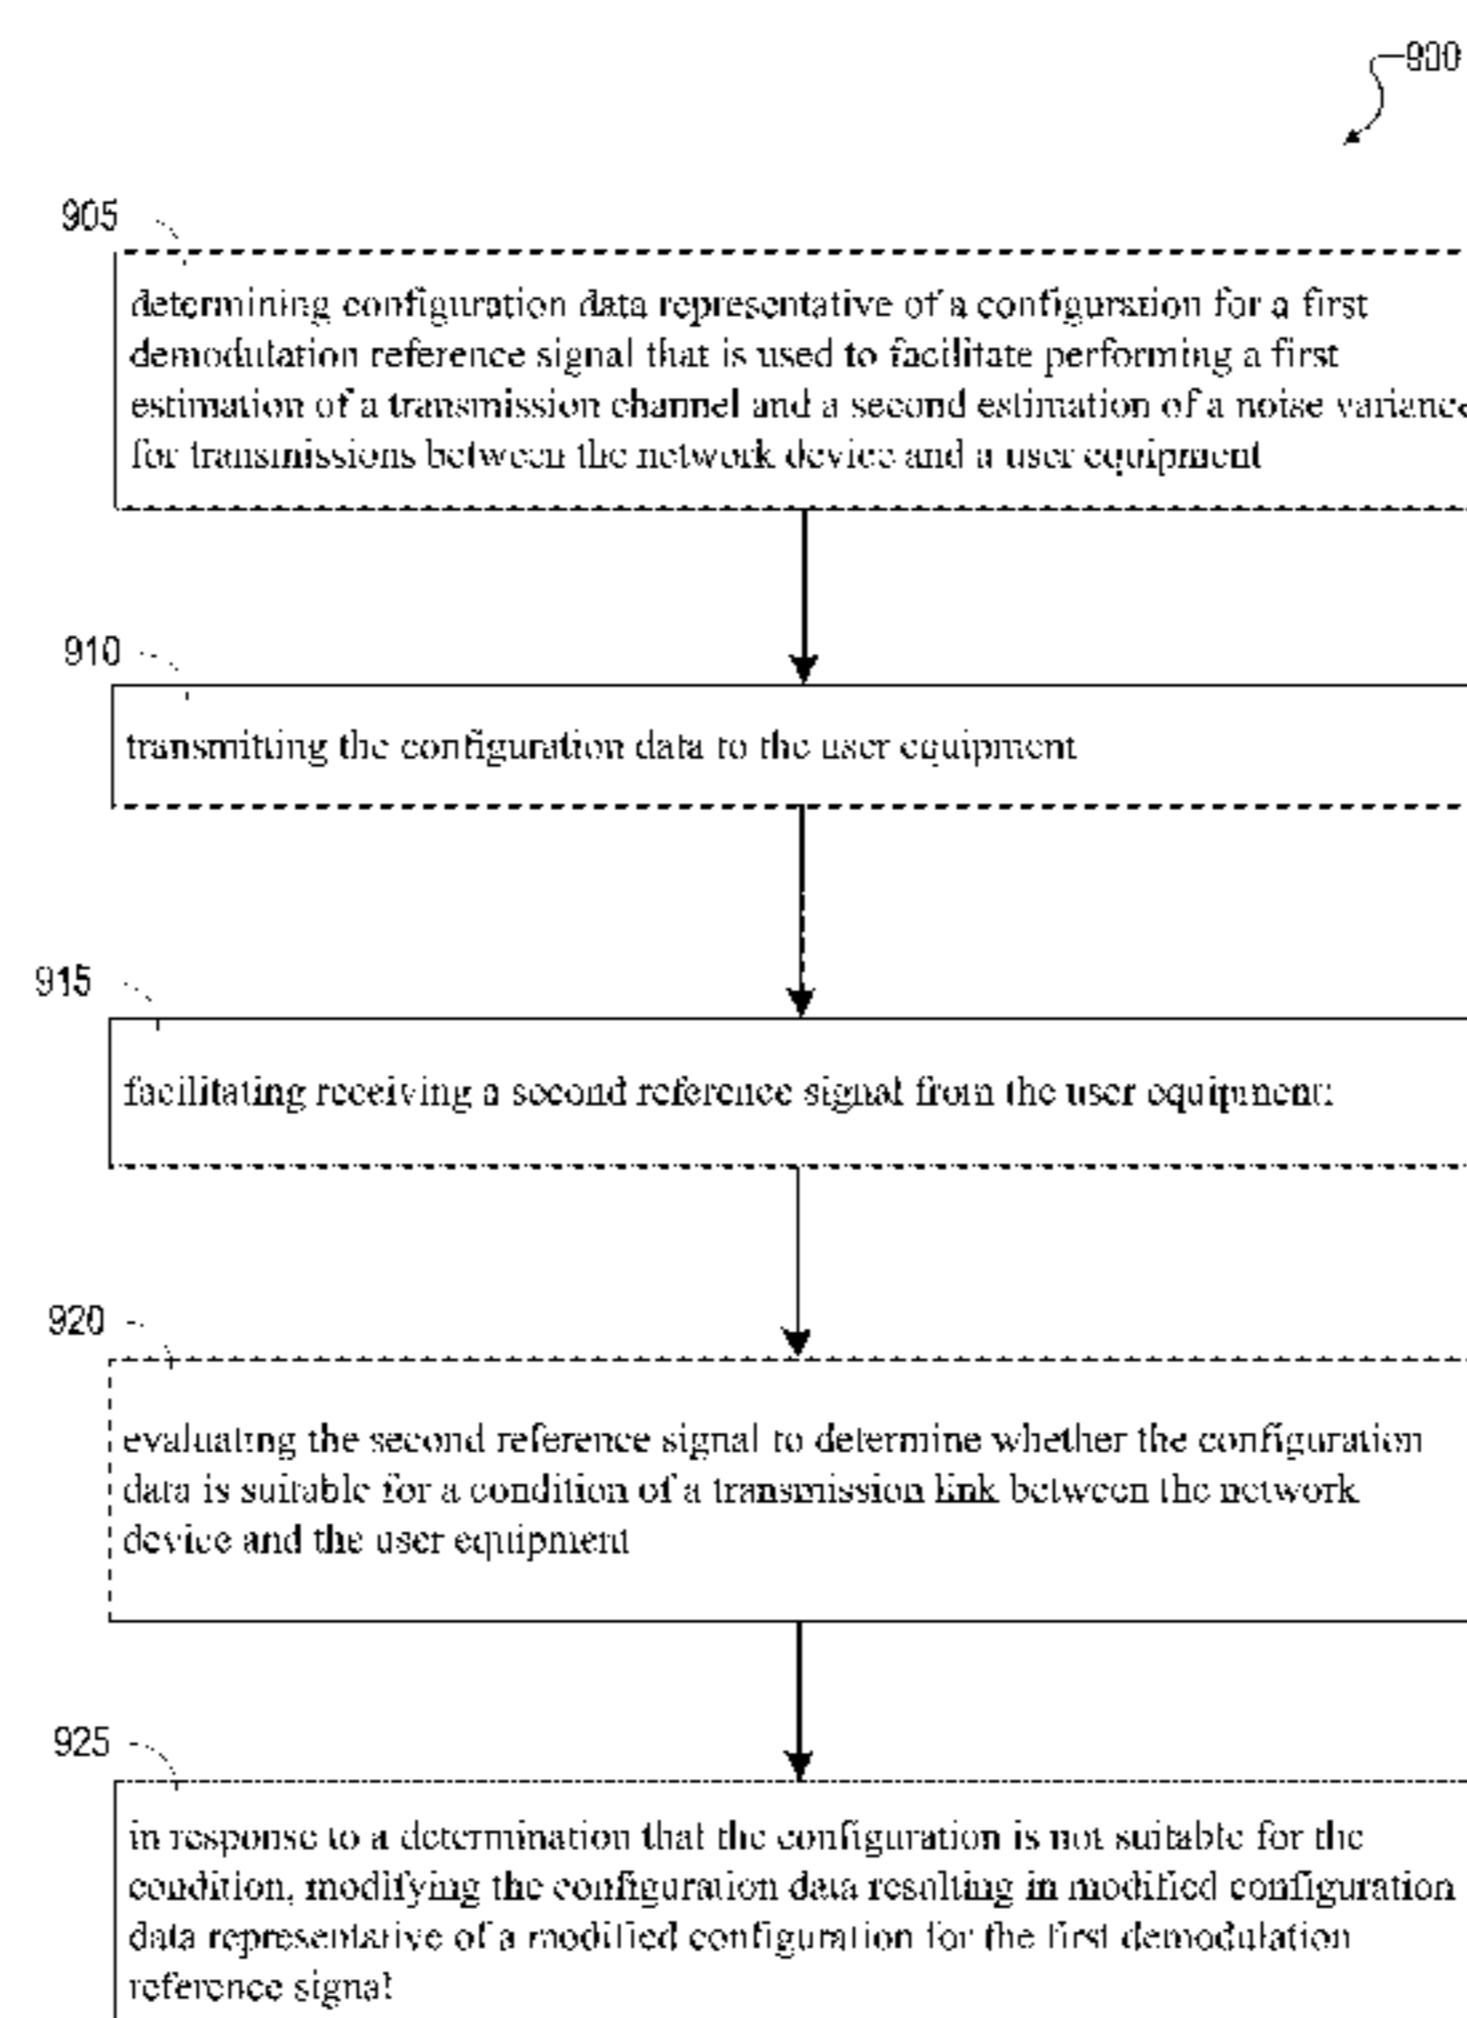 900
905
determining configuration data representative of a configuration for a first
demodulation reference signal that is used to facilitate performing a first
estimation of a transmission channel and a second estimation of a noise variance
for transmissions between the network device and a user equipment
910
transmitting the configuration data to the user equipment
915
facilitating receiving a second reference signal from the user equipment;
920
evaluating the second reference signal to determine whether the configuration
data is suitable for a condition of a transmission link between the network
device and the user equipment
925
in response to a determination that the configuration is not suitable for the
condition, modifying the configuration data resulting in modified configuration
data representative of a modified configuration for the first demodulation
reference signal